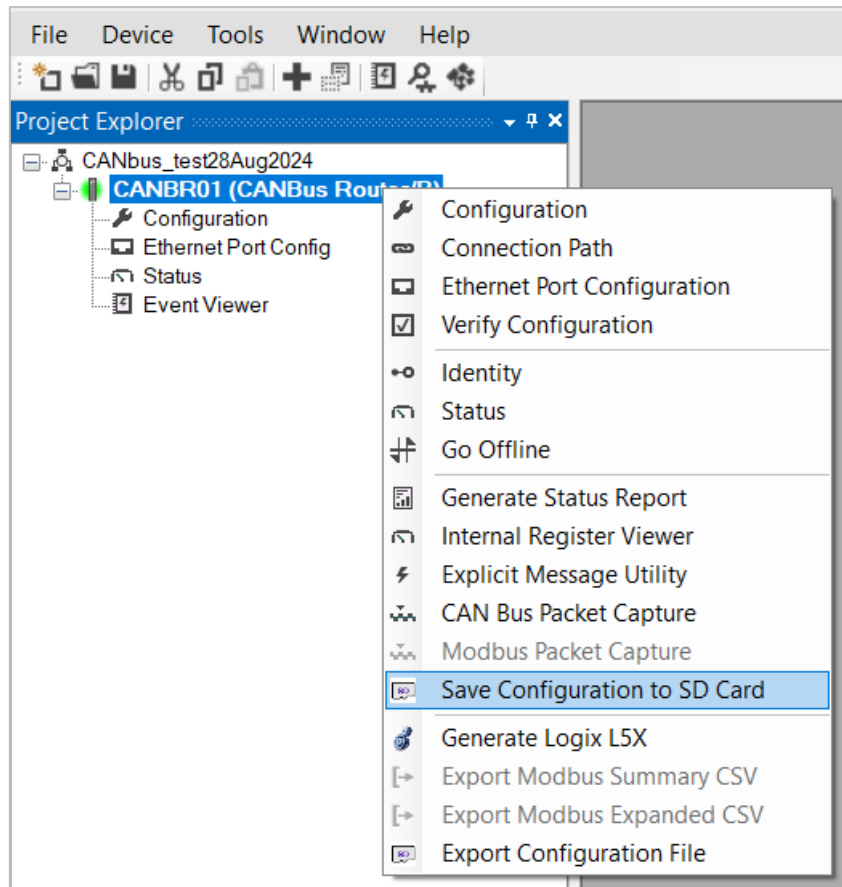 File Device Tools Window Help
Project Explorer
CANbus_test28Aug2024
CANBR01 (CANBus Router/B)
Configuration
Ethernet Port Config
Status
Event Viewer
Configuration
Connection Path
Ethernet Port Configuration
Verify Configuration
Identity
Status
Go Offline
Generate Status Report
Internal Register Viewer
Explicit Message Utility
CAN Bus Packet Capture
Modbus Packet Capture
Save Configuration to SD Card
Generate Logix L5X
Export Modbus Summary CSV
Export Modbus Expanded CSV
Export Configuration File